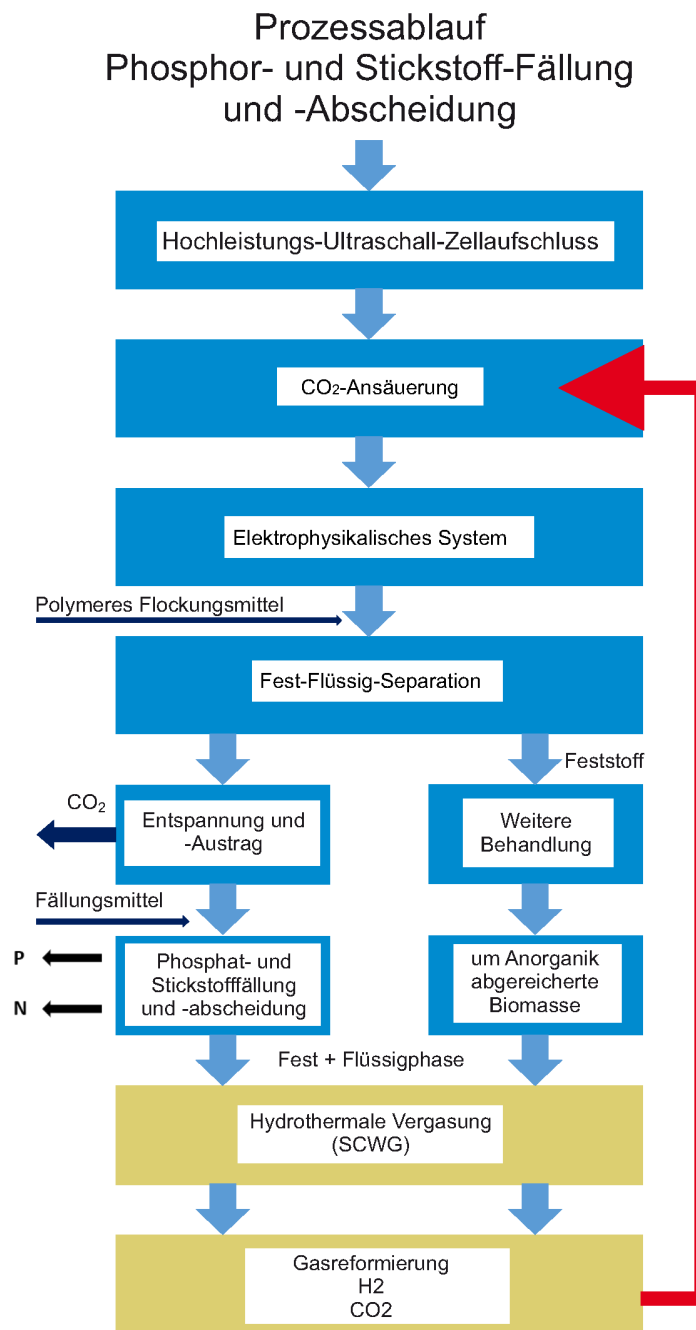 Prozessablauf
Phosphor- und Stickstoff-Fällung
und -Abscheidung
Hochleistungs-Ultraschall-Zellaufschluss
CO₂-Ansäuerung
Elektrophysikalisches System
Polymeres Flockungsmittel
Fest-Flüssig-Separation
Feststoff
CO₂
Entspannung und
-Austrag
Weitere
Behandlung
Fällungsmittel
P
N
Phosphat- und
Stickstofffällung
und -abscheidung
um Anorganik
abgereicherte
Biomasse
Fest + Flüssigphase
Hydrothermale Vergasung
(SCWG)
Gasreformierung
H2
CO2